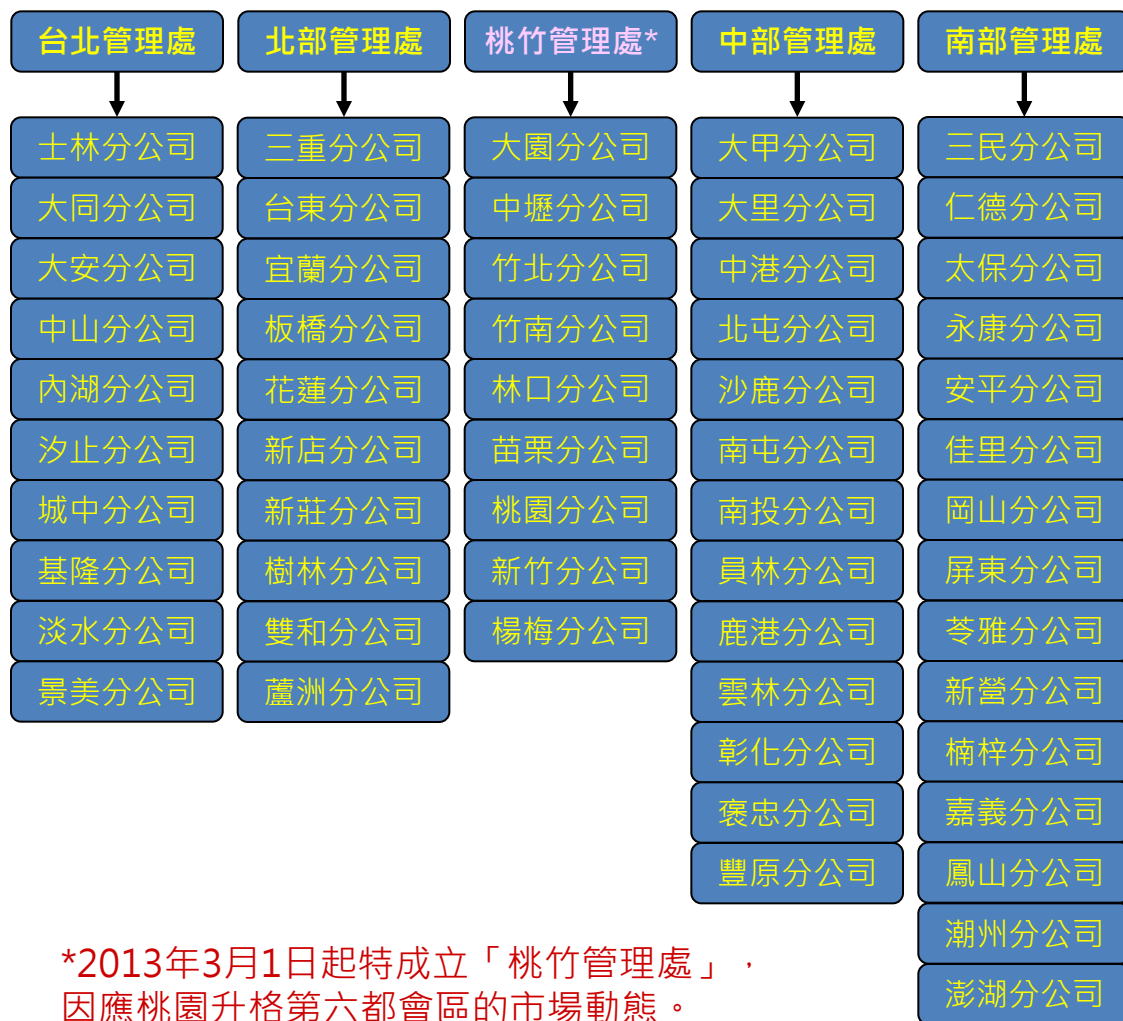 台北管理處
士林分公司
大同分公司
大安分公司
中山分公司
內湖分公司
汐止分公司
城中分公司
基隆分公司
淡水分公司
景美分公司
北部管理處
三重分公司
台東分公司
宜蘭分公司
板橋分公司
花蓮分公司
新店分公司
新莊分公司
樹林分公司
雙和分公司
蘆洲分公司
桃竹管理處*
大園分公司
中壢分公司
竹北分公司
竹南分公司
林口分公司
苗栗分公司
桃園分公司
新竹分公司
楊梅分公司
中部管理處
大甲分公司
大里分公司
中港分公司
北屯分公司
沙鹿分公司
南屯分公司
南投分公司
員林分公司
鹿港分公司
雲林分公司
彰化分公司
褒忠分公司
豐原分公司
南部管理處
三民分公司
仁德分公司
太保分公司
永康分公司
安平分公司
佳里分公司
岡山分公司
屏東分公司
苓雅分公司
新營分公司
楠梓分公司
嘉義分公司
鳳山分公司
潮州分公司
澎湖分公司
*2013年3月1日起特成立「桃竹管理處」，
因應桃園升格第六都會區的市場動態。